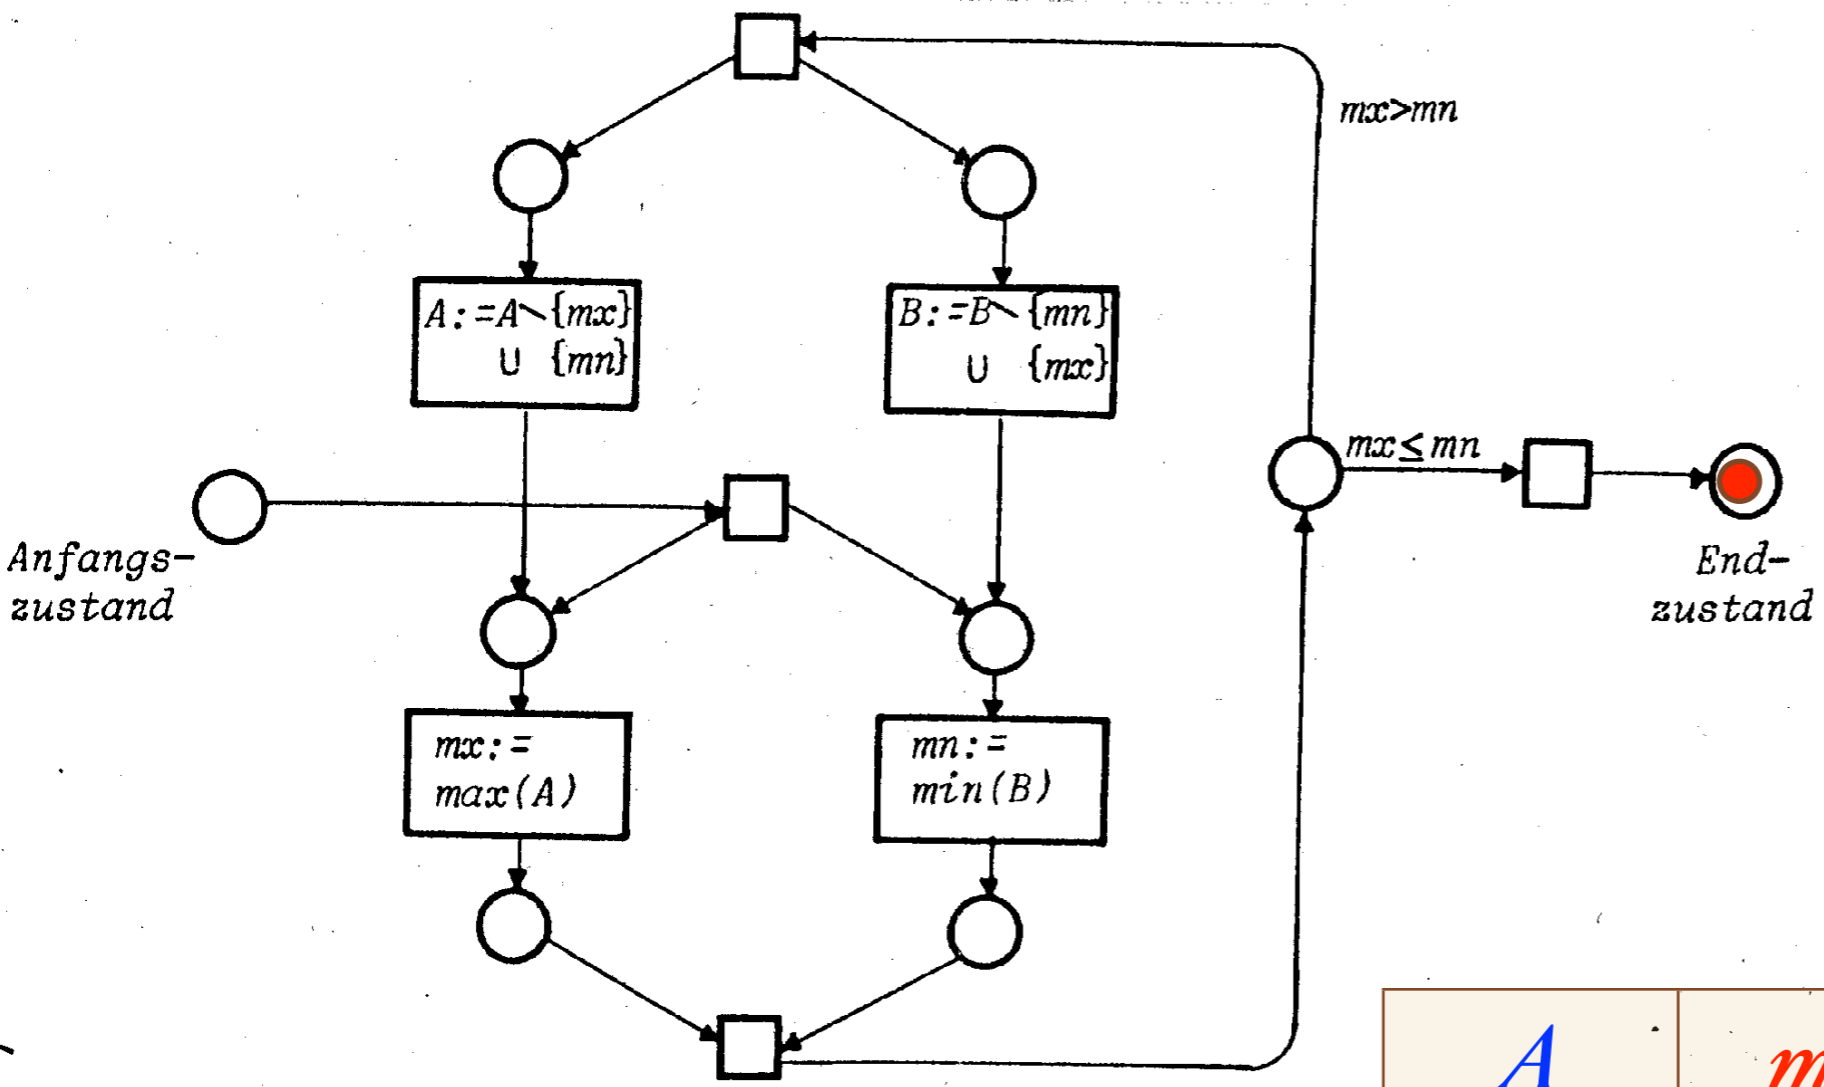 mx>mn
A:=A∖{mx}
∪ {mn}
B:=B∖{mn}
∪ {mx}
mx≤mn
Anfangs-
zustand
End-
zustand
mx:=
max(A)
mn:=
min(B)
A